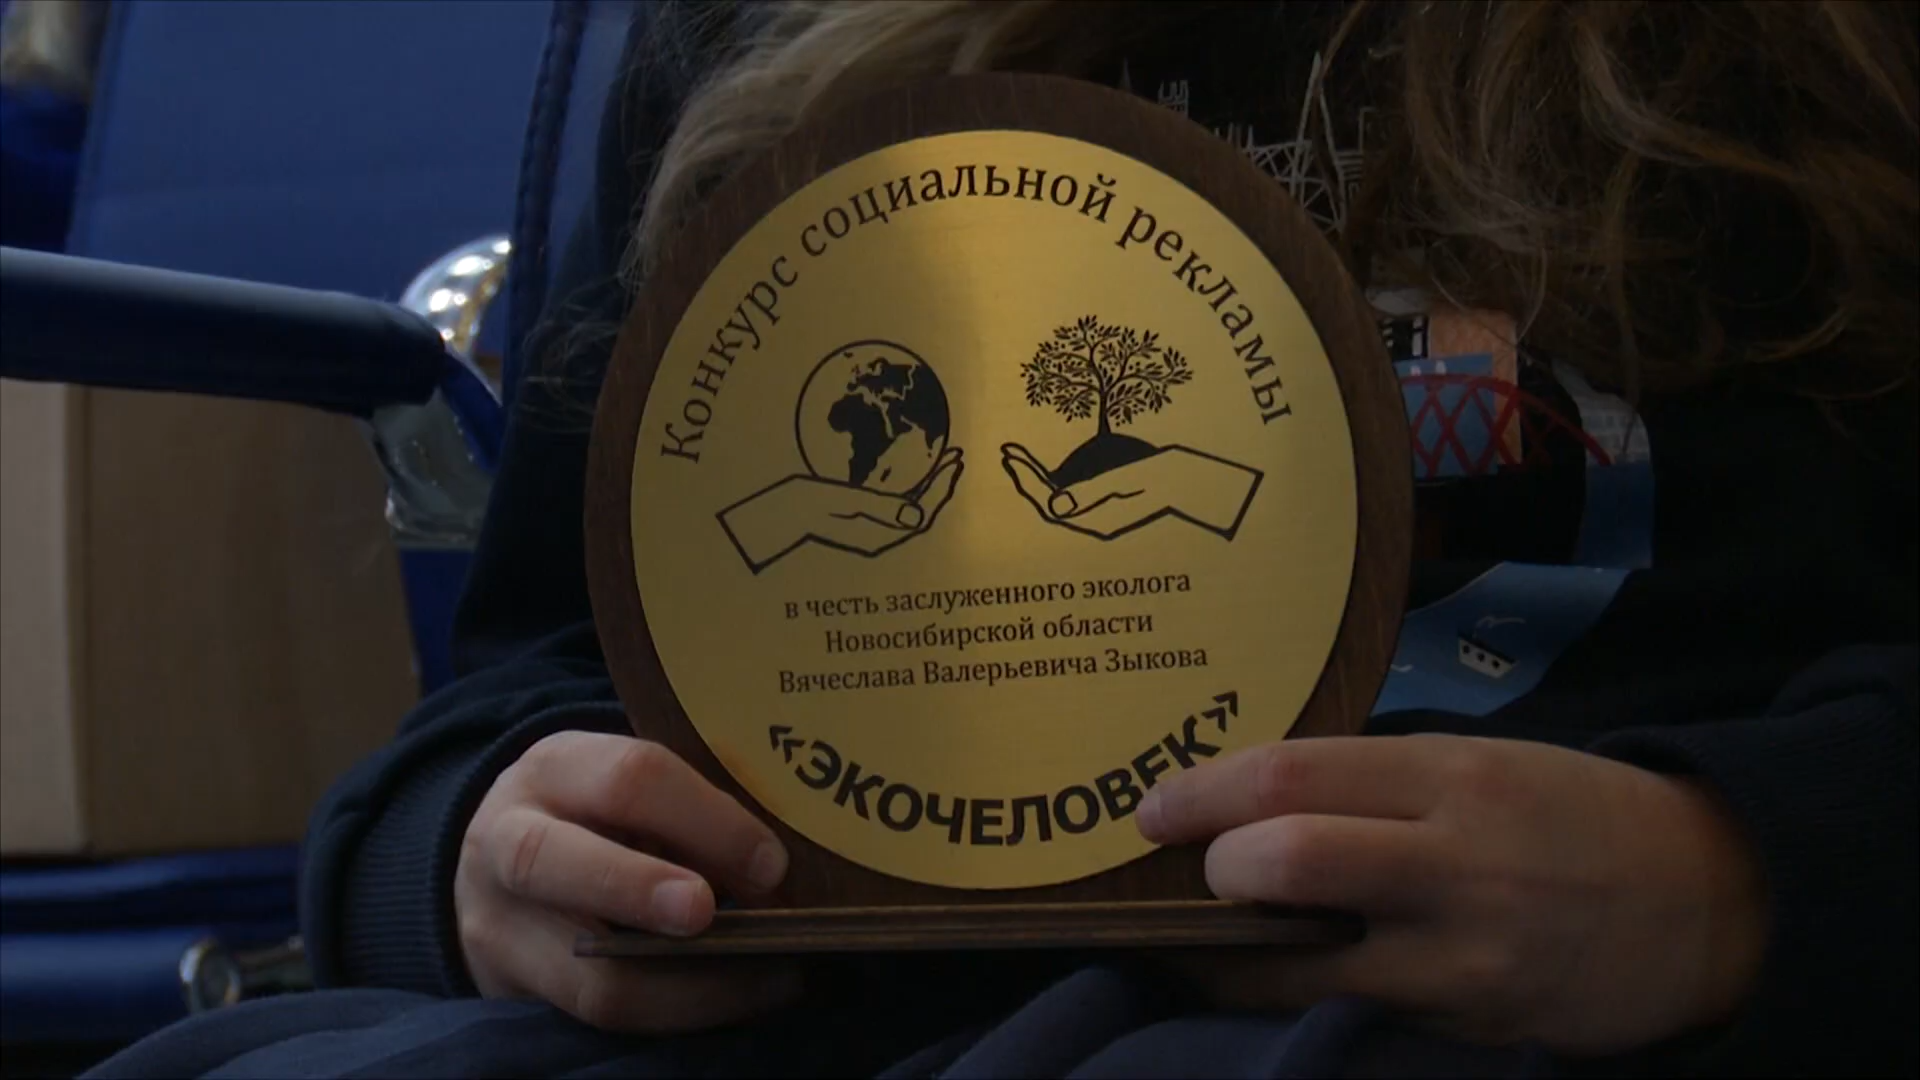 Конкурс социальной рекламы
в честь заслуженного эколога
Новосибирской области
Вячеслава Валерьевича Зыкова
«ЭКОЧЕЛОВЕК»